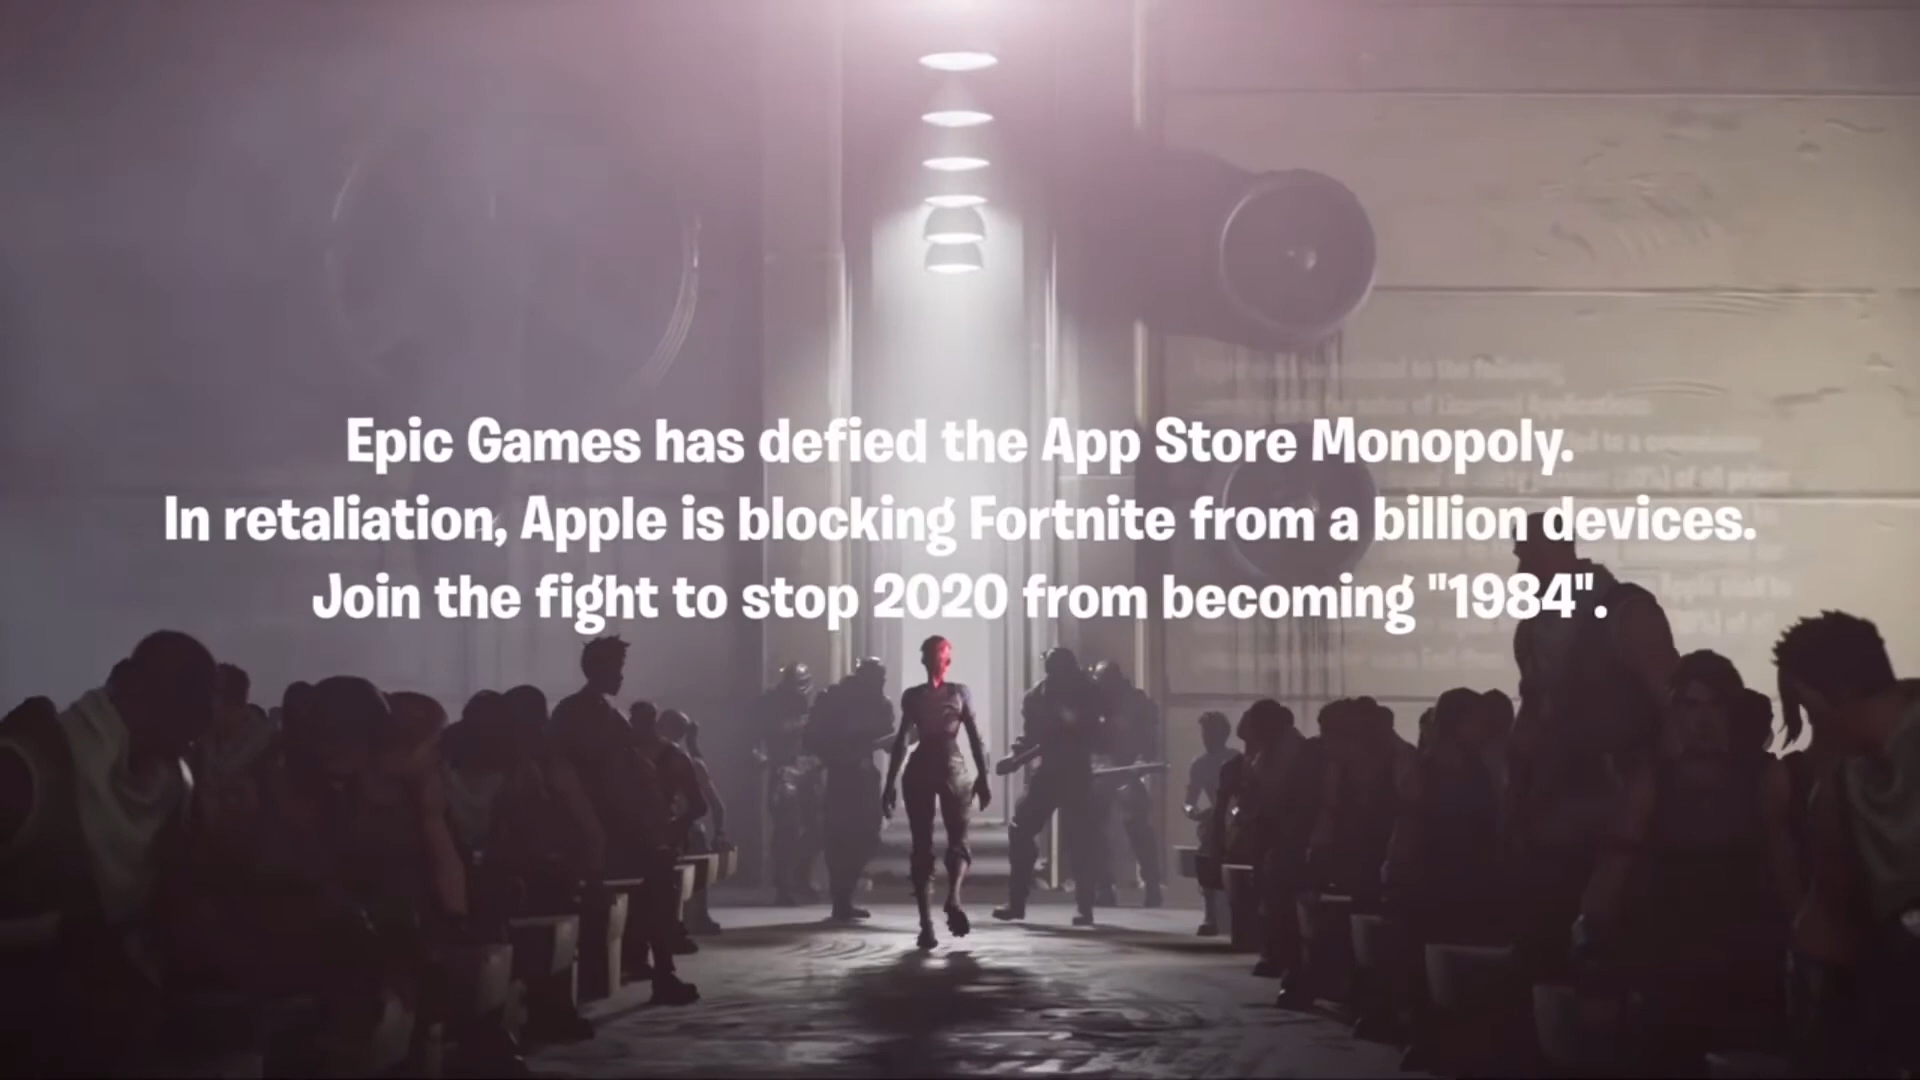 Epic Games has defied the App Store Monopoly.
In retaliation, Apple is blocking Fortnite from a billion devices.
Join the fight to stop 2020 from becoming "1984".